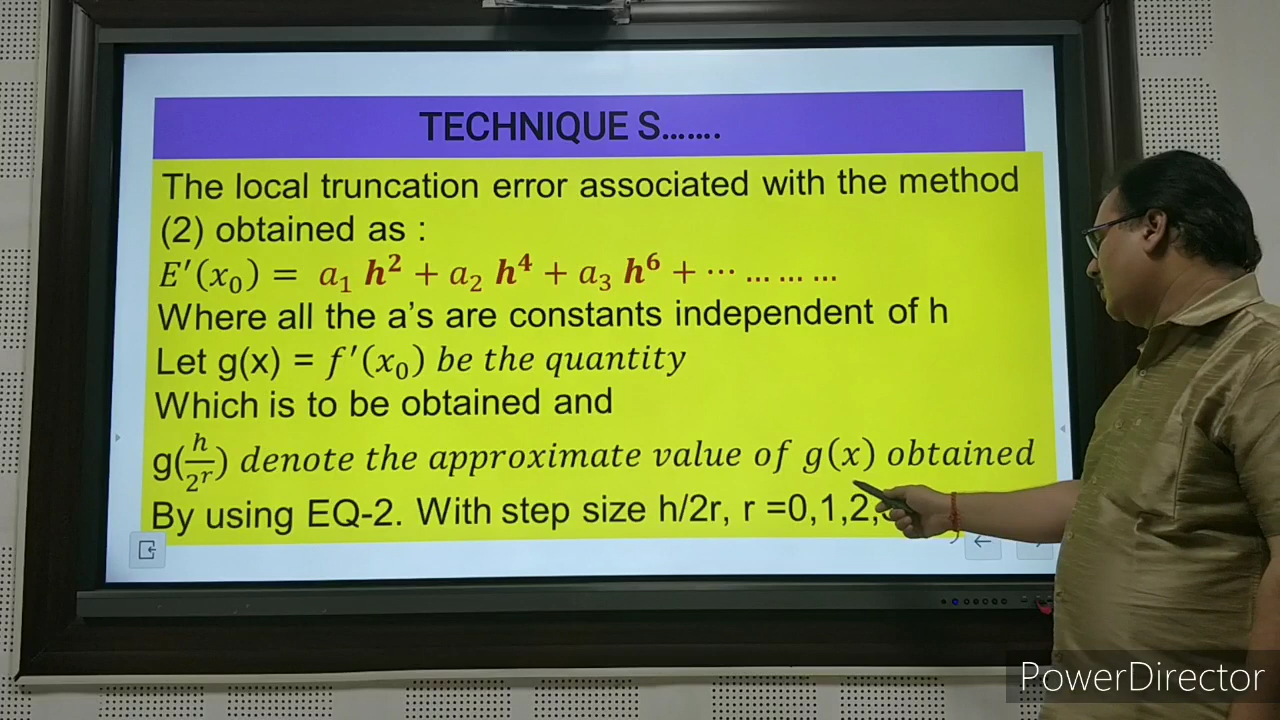 TECHNIQUE S.......
The local truncation error associated with the method
(2) obtained as :
E′(x₀) = a₁ h² + a₂ h⁴ + a₃ h⁶ + ⋯ … … …
Where all the a's are constants independent of h
Let g(x) = f′(x₀) be the quantity
Which is to be obtained and
g(h/2ʳ) denote the approximate value of g(x) obtained
By using EQ-2. With step size h/2r, r =0,1,2,
PowerDirector